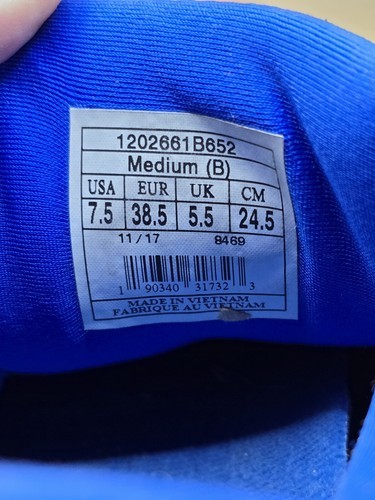 1202661B652
Medium (B)
USA EUR UK CM
7.5 38.5 5.5 24.5
11/17 8469
1 90340 31732 3
MADE IN VIETNAM
FABRIQUE AU VIETNAM